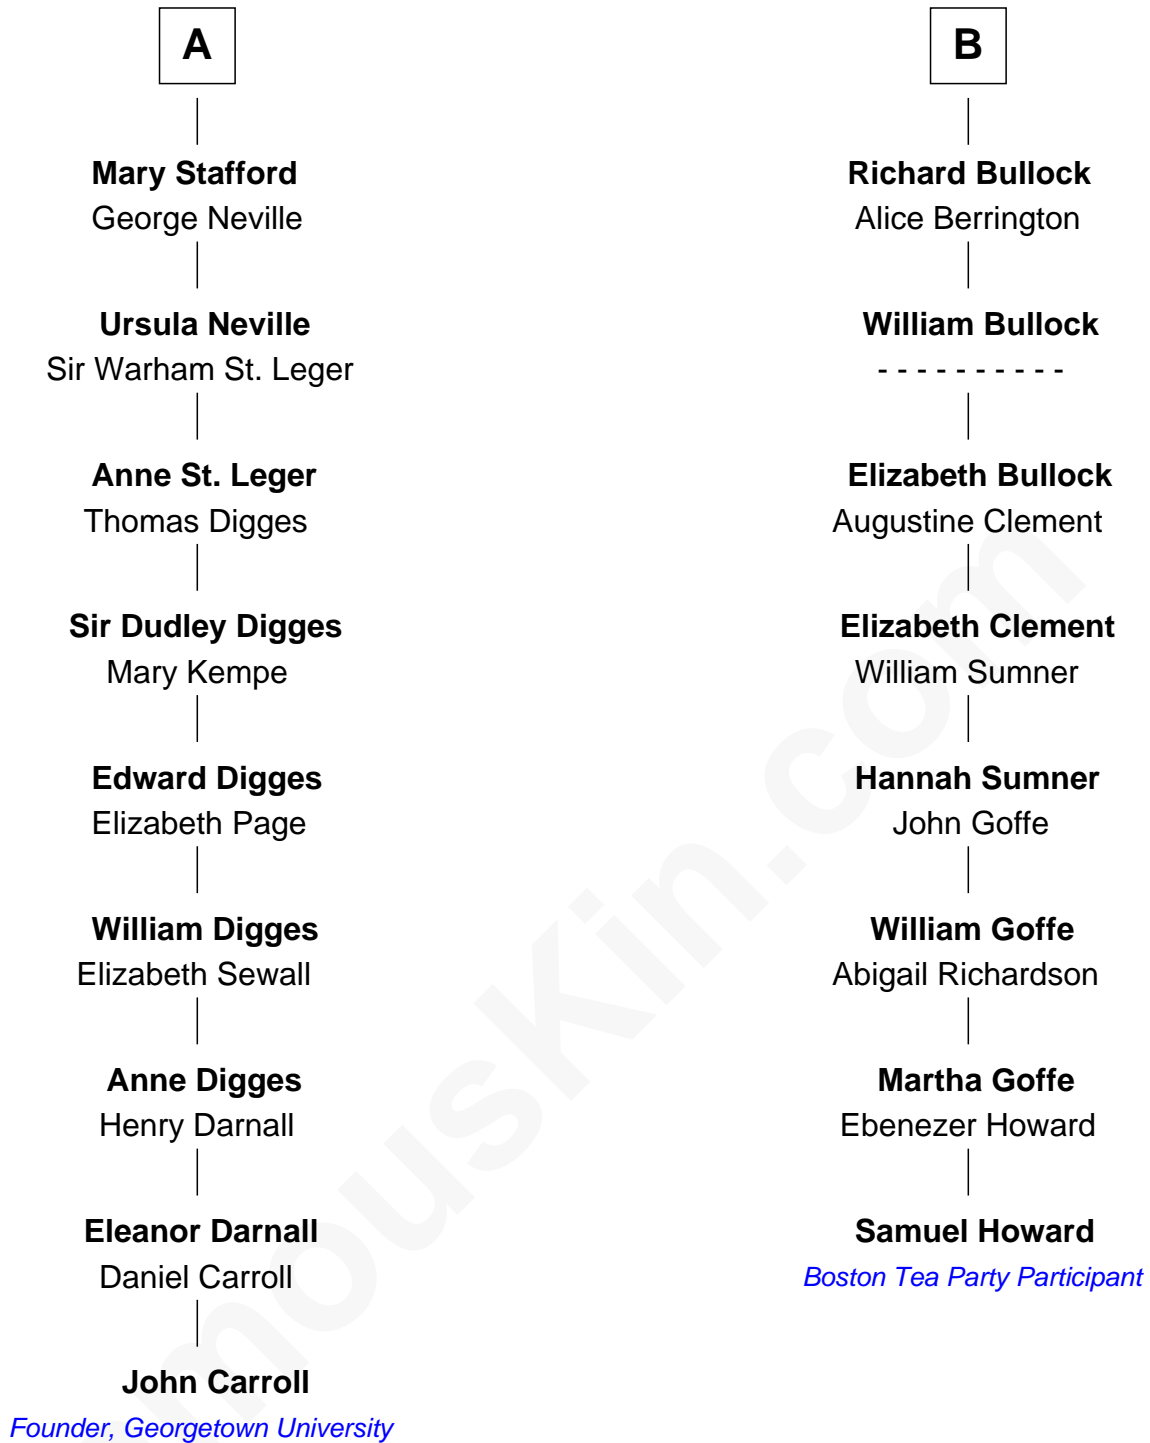 A
Mary Stafford
George Neville
Ursula Neville
Sir Warham St. Leger
Anne St. Leger
Thomas Digges
Sir Dudley Digges
Mary Kempe
Edward Digges
Elizabeth Page
William Digges
Elizabeth Sewall
Anne Digges
Henry Darnall
Eleanor Darnall
Daniel Carroll
John Carroll
Founder, Georgetown University
B
Richard Bullock
Alice Berrington
William Bullock
- - - - - - - - - -
Elizabeth Bullock
Augustine Clement
Elizabeth Clement
William Sumner
Hannah Sumner
John Goffe
William Goffe
Abigail Richardson
Martha Goffe
Ebenezer Howard
Samuel Howard
Boston Tea Party Participant
mousKin.com